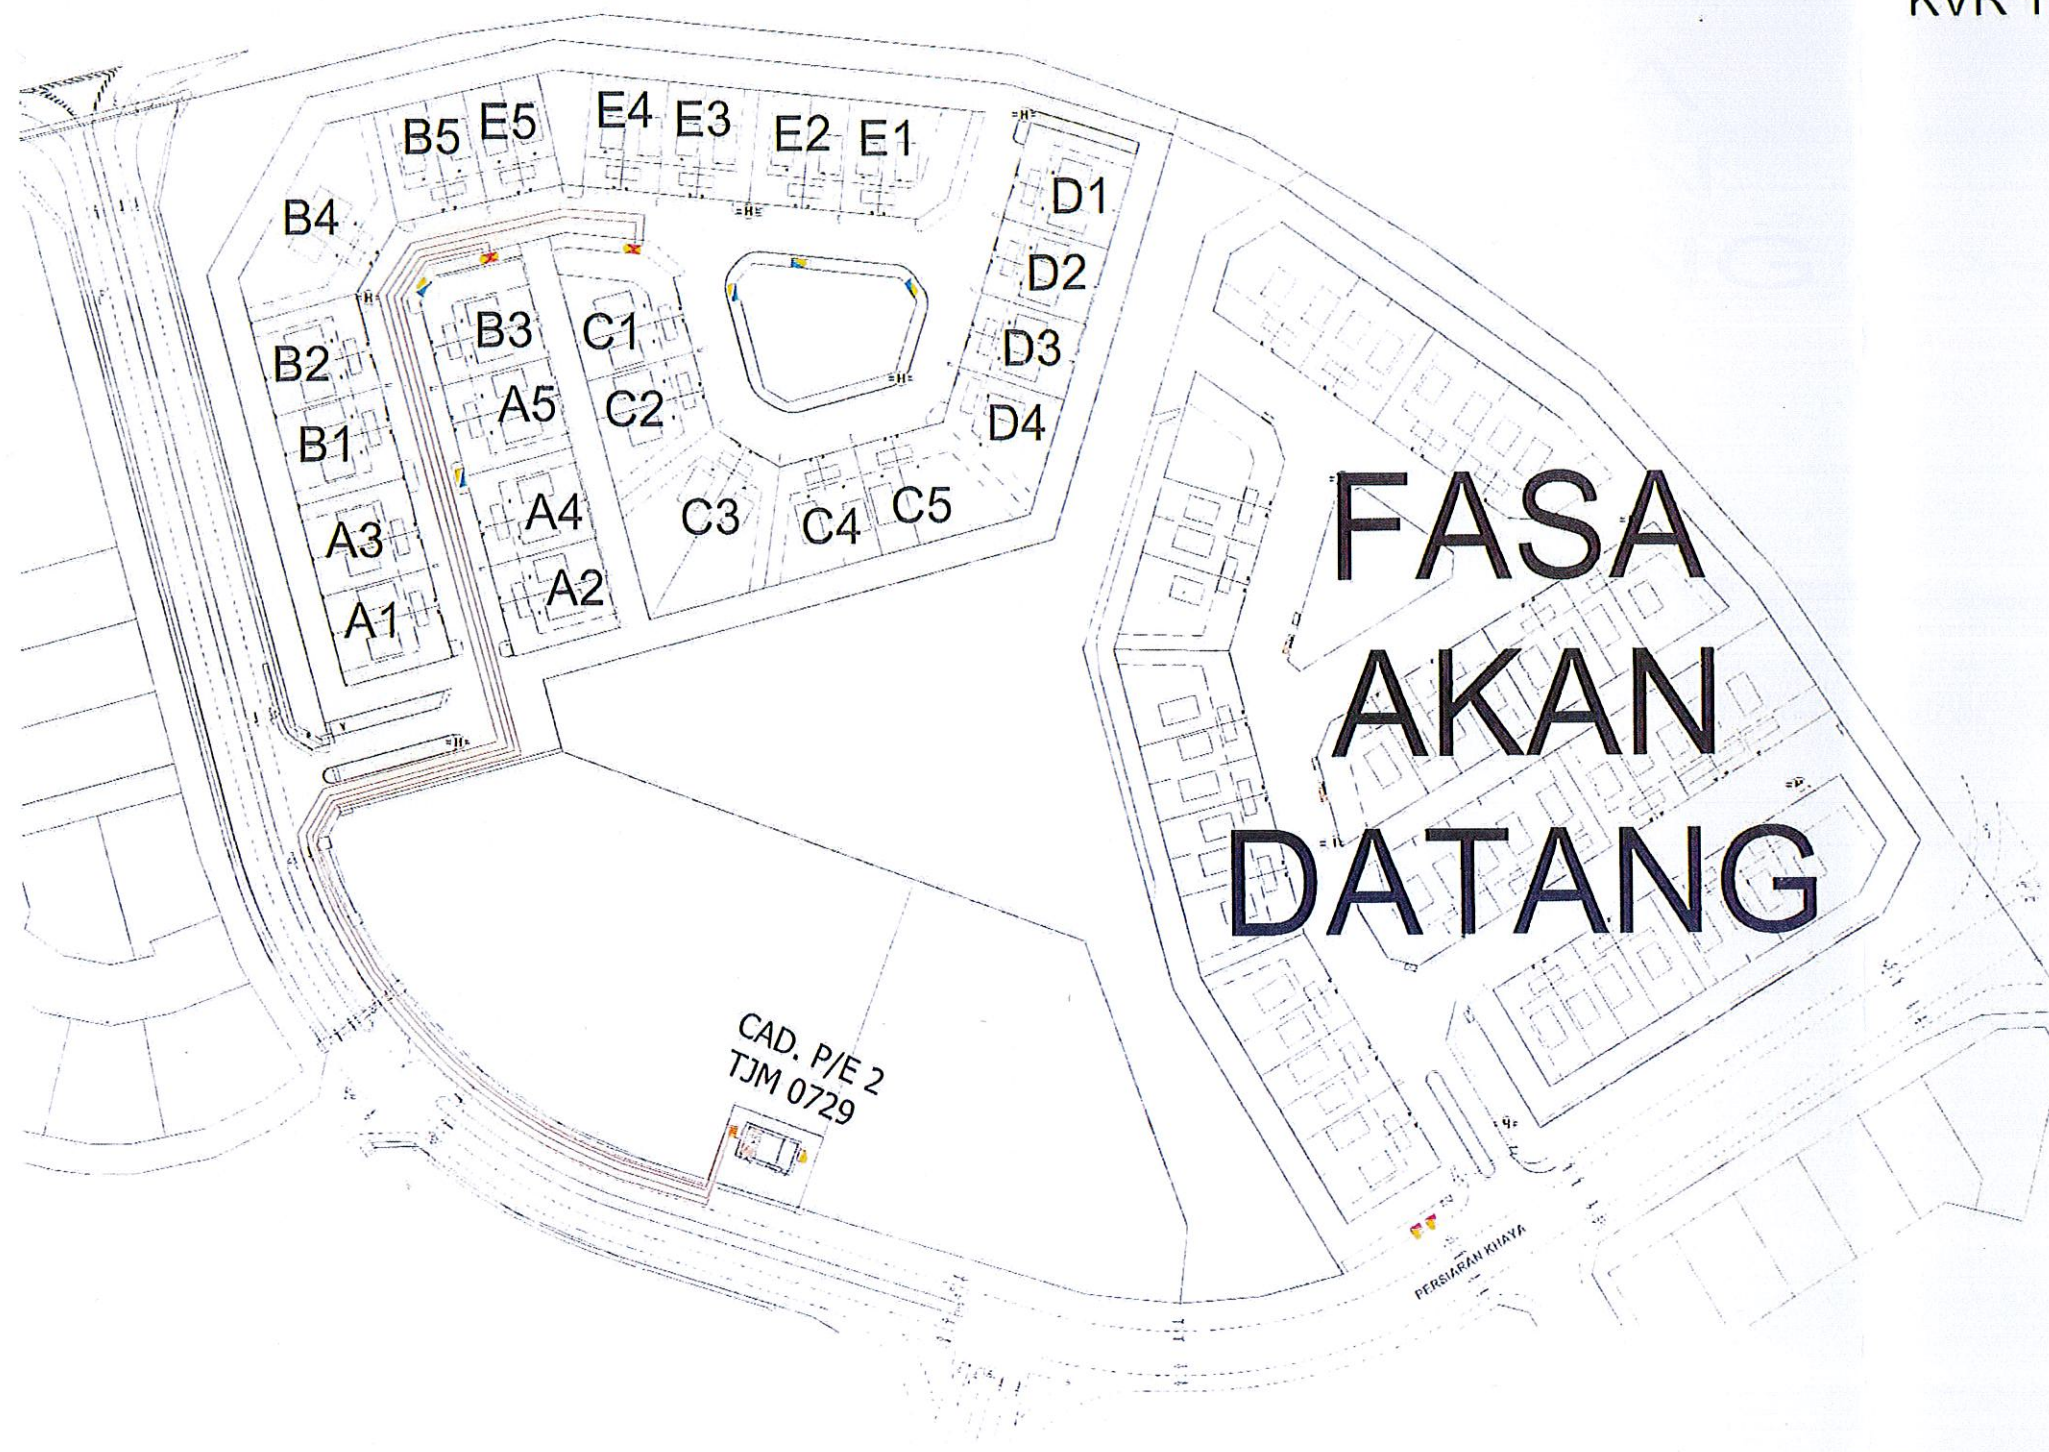 B5 E5 E4 E3 E2 E1
B4
D1
D2
D3
D4
B3
C1
B2
A5
C2
B1
A4
C3
C4
C5
A3
A2
A1
FASA
AKAN
DATANG
CAD. P/E 2
TJM 0729
PERSIARAN KHAYA